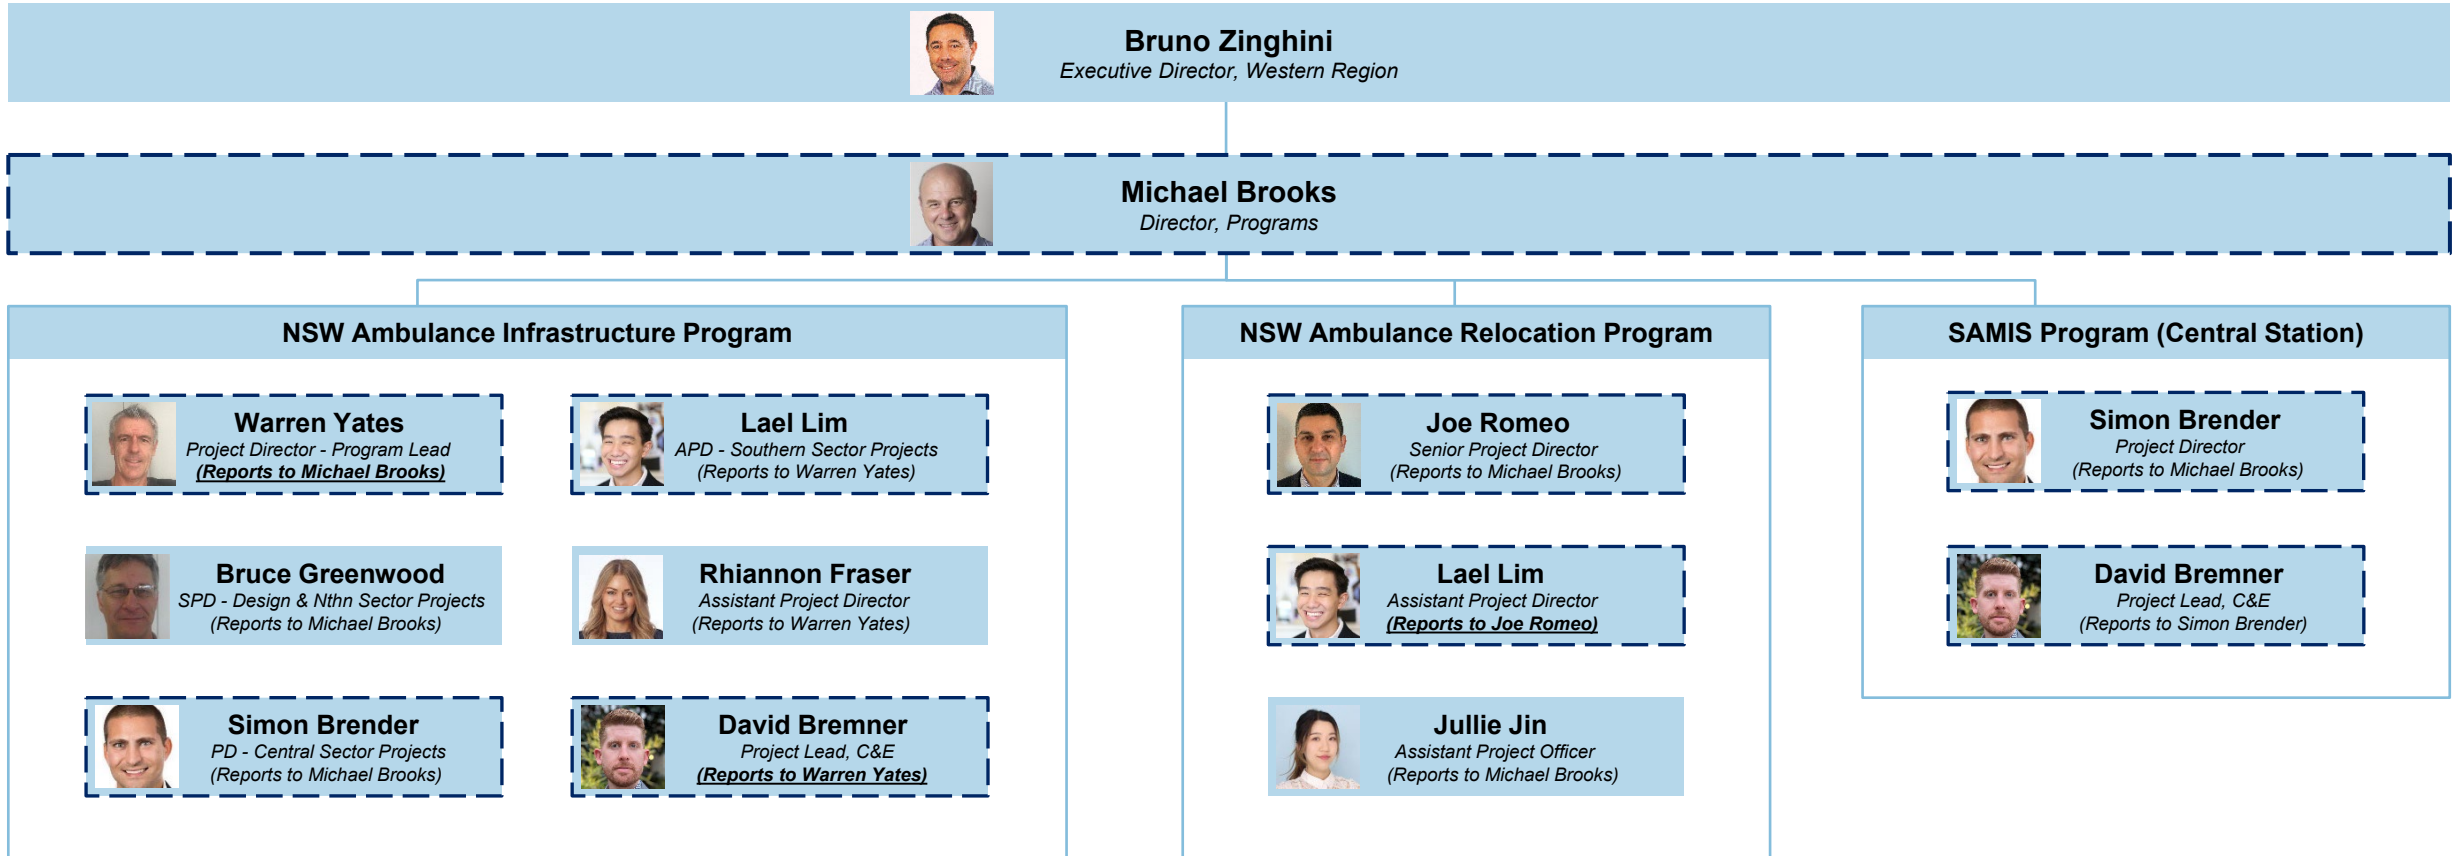 Bruno Zinghini
Executive Director, Western Region
Michael Brooks
Director, Programs
NSW Ambulance Infrastructure Program
Warren Yates
Project Director - Program Lead
(Reports to Michael Brooks)
Lael Lim
APD - Southern Sector Projects
(Reports to Warren Yates)
Bruce Greenwood
SPD - Design & Nthn Sector Projects
(Reports to Michael Brooks)
Rhiannon Fraser
Assistant Project Director
(Reports to Warren Yates)
Simon Brender
PD - Central Sector Projects
(Reports to Michael Brooks)
David Bremner
Project Lead, C&E
(Reports to Warren Yates)
NSW Ambulance Relocation Program
Joe Romeo
Senior Project Director
(Reports to Michael Brooks)
Lael Lim
Assistant Project Director
(Reports to Joe Romeo)
Jullie Jin
Assistant Project Officer
(Reports to Michael Brooks)
SAMIS Program (Central Station)
Simon Brender
Project Director
(Reports to Michael Brooks)
David Bremner
Project Lead, C&E
(Reports to Simon Brender)